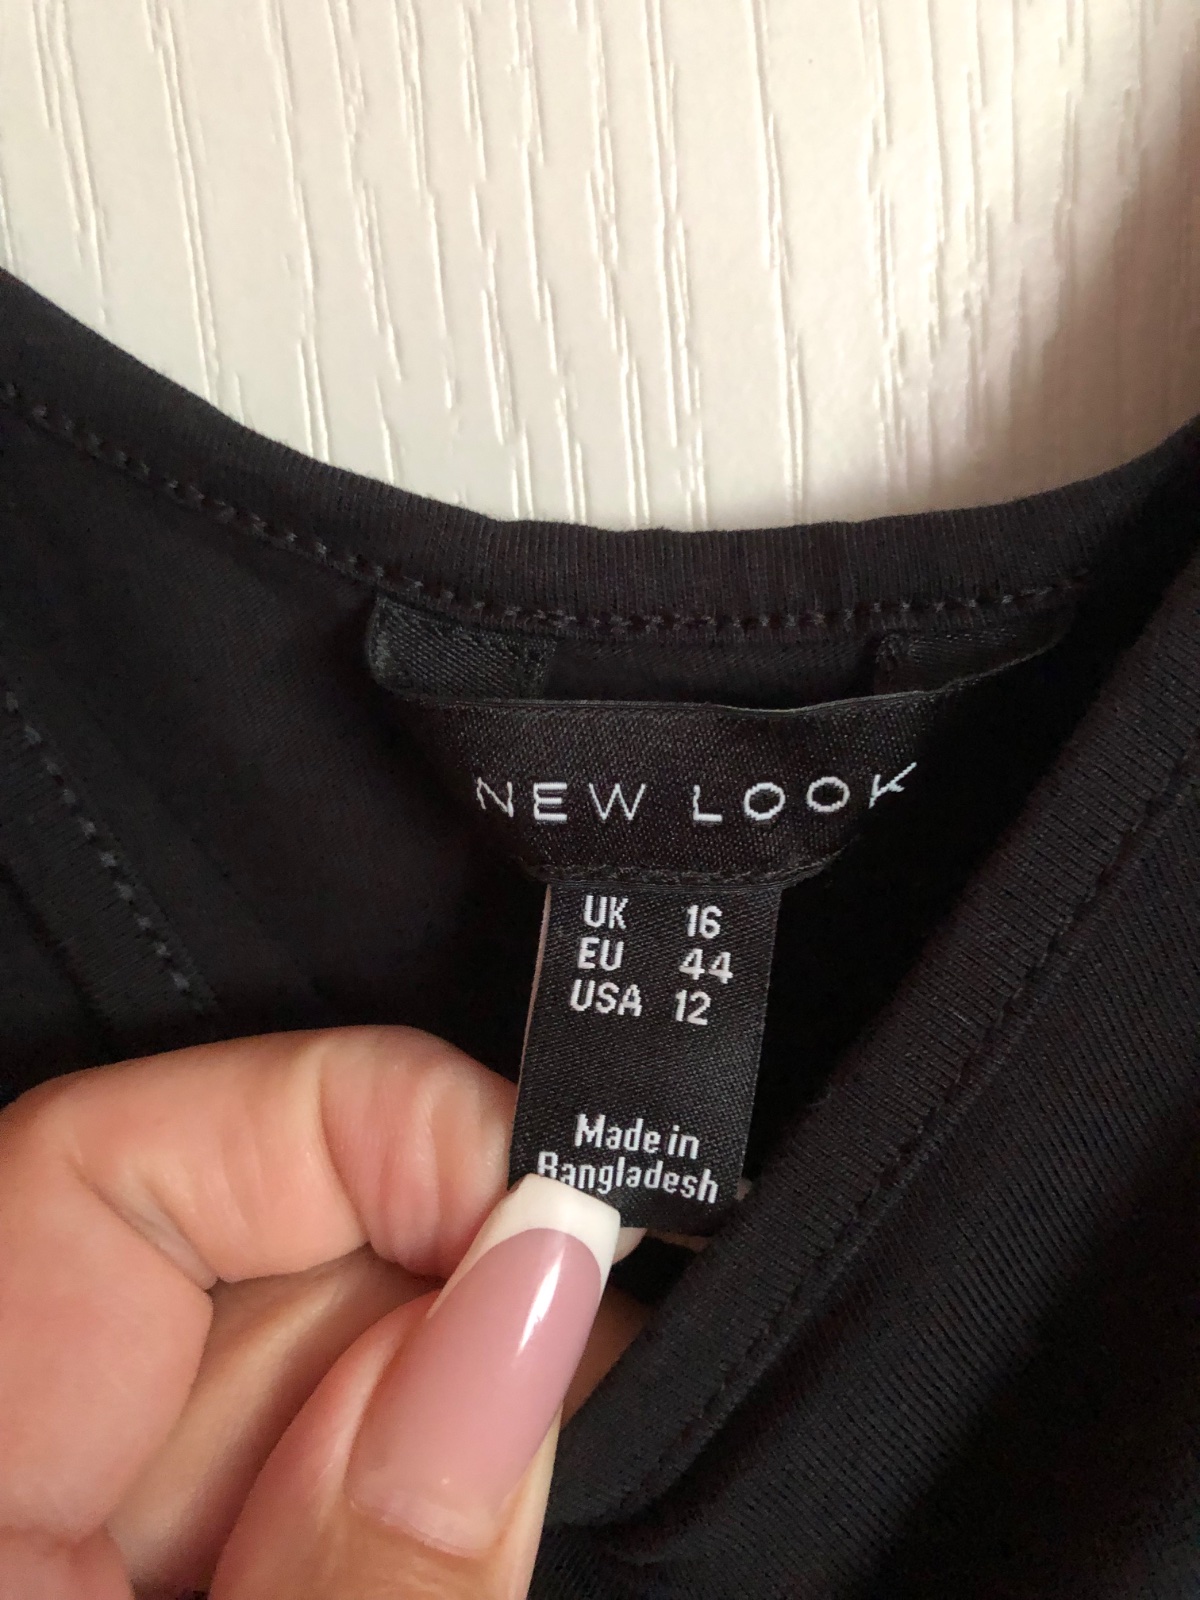 NEW LOOK
UK 16
EU 44
USA 12
Made in
Bangladesh